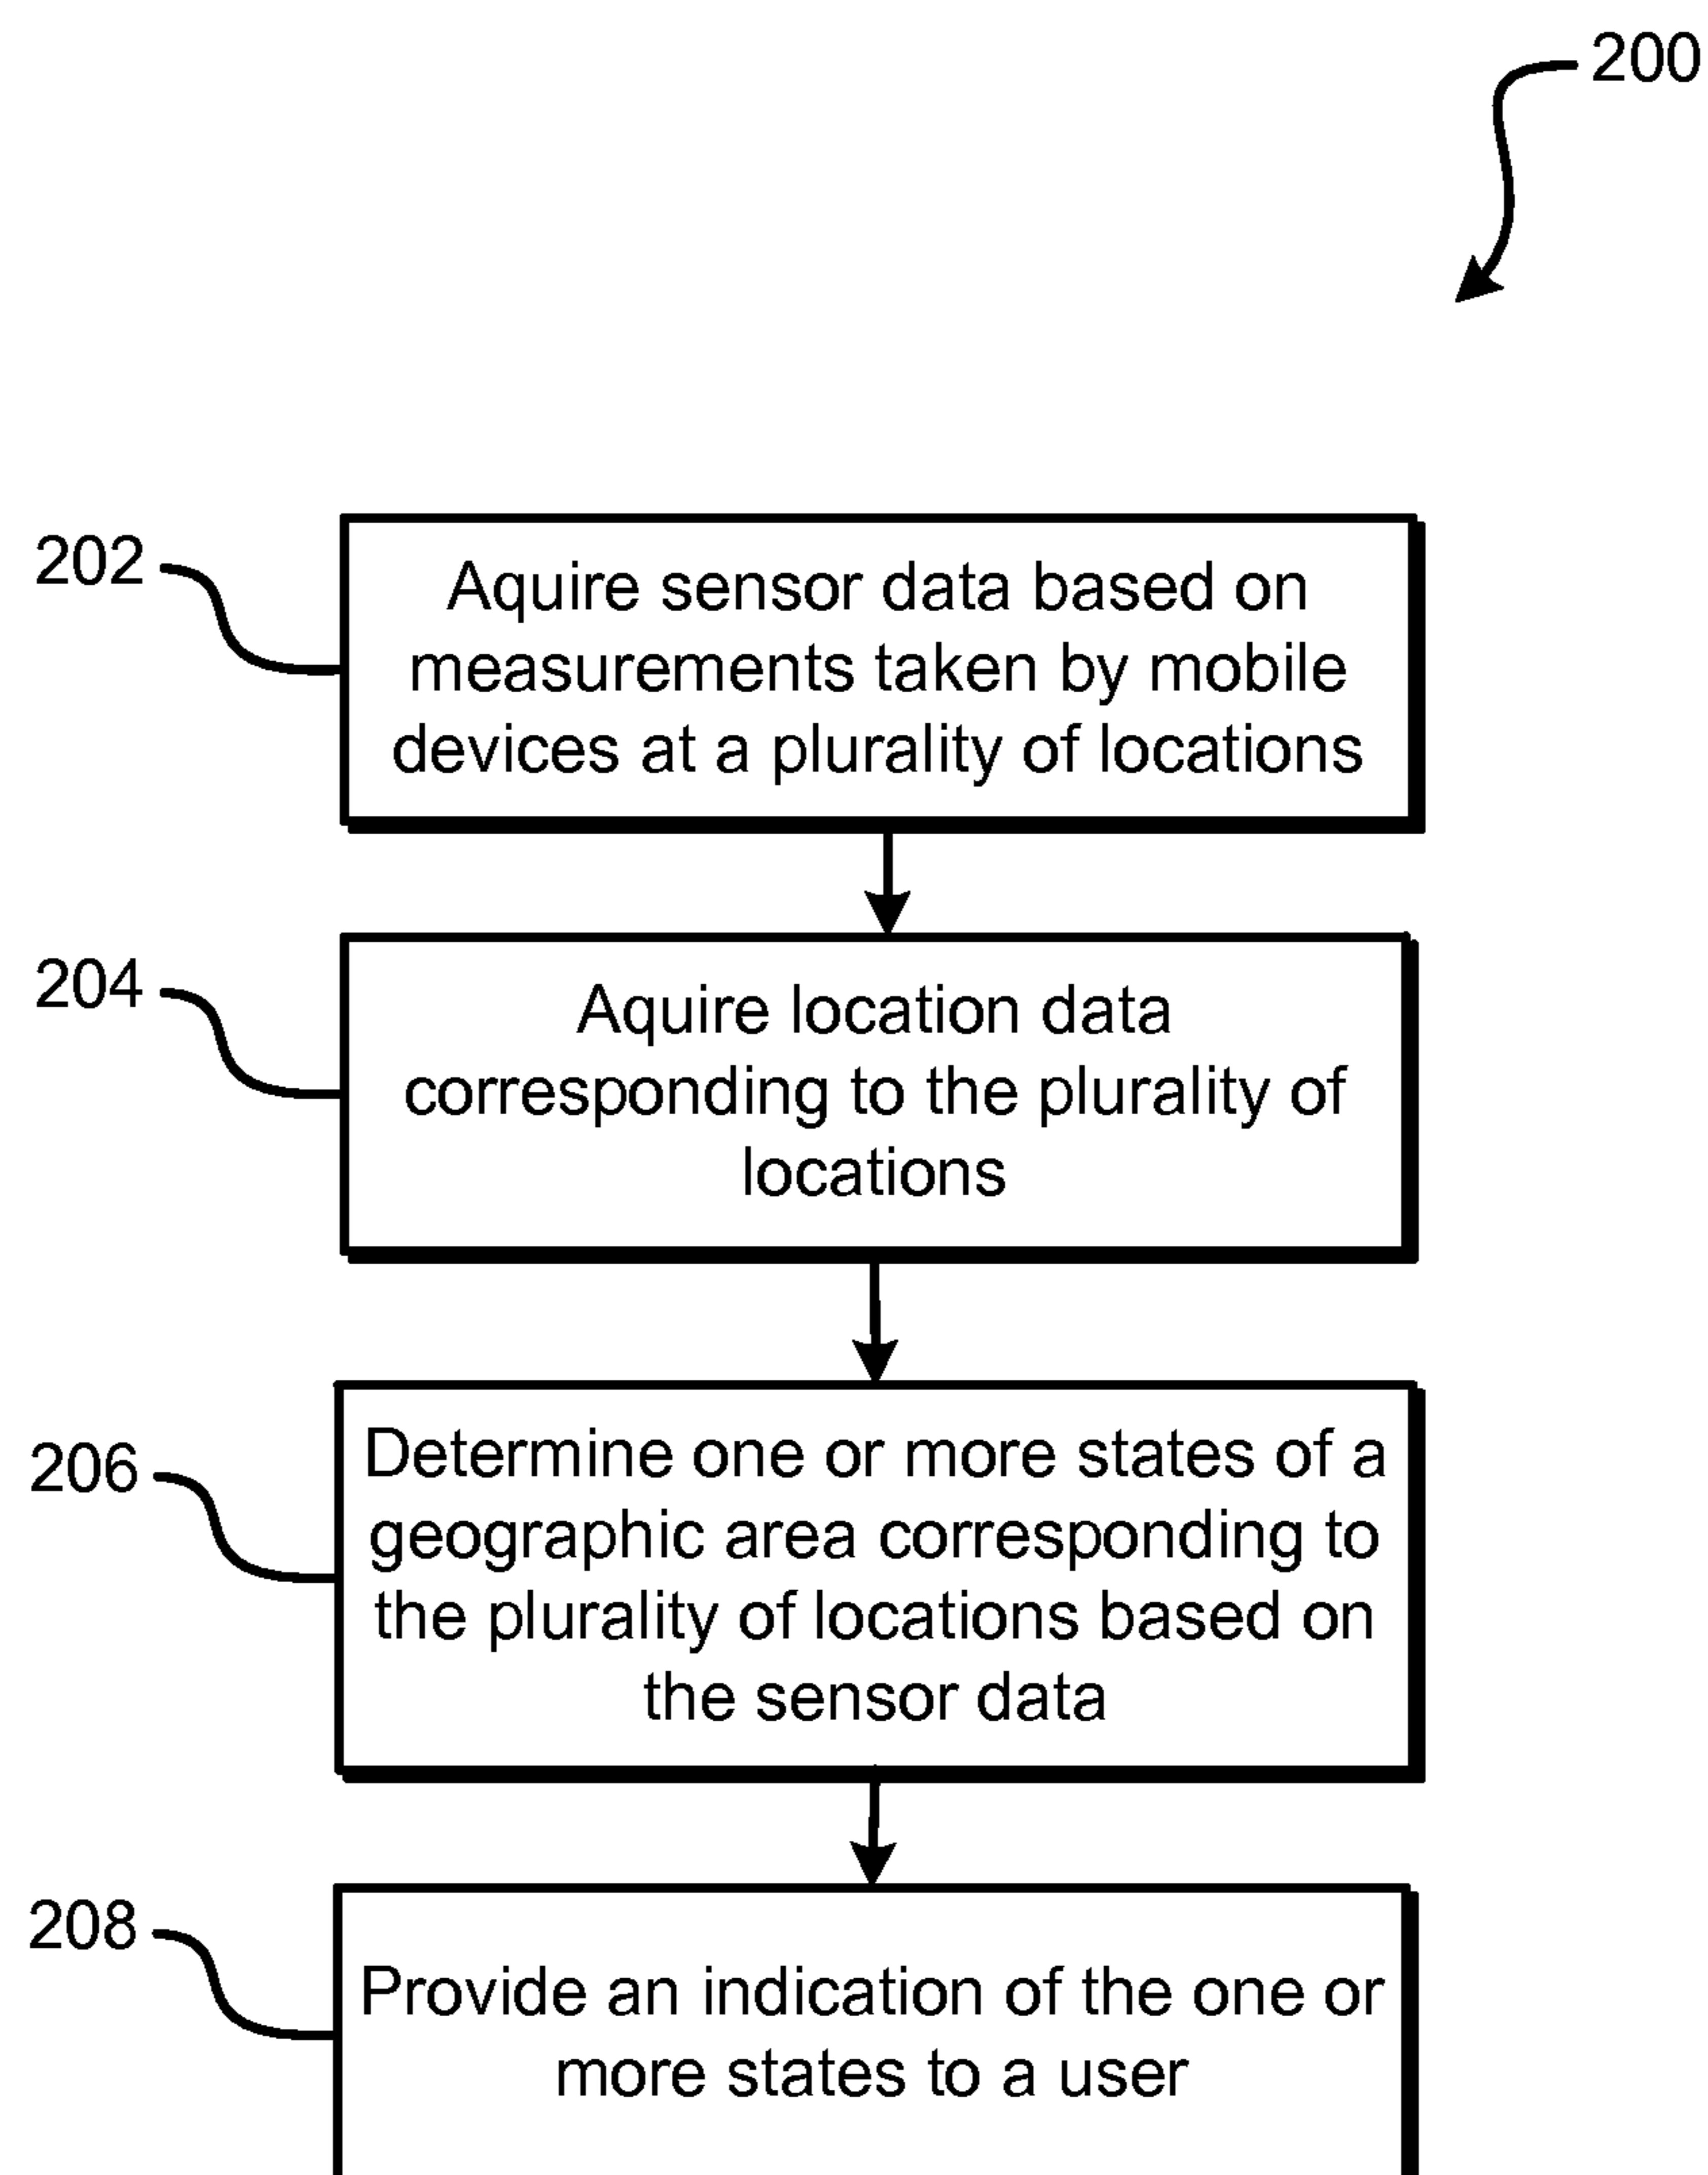 200
202
Aquire sensor data based on
measurements taken by mobile
devices at a plurality of locations
204
Aquire location data
corresponding to the plurality of
locations
206
Determine one or more states of a
geographic area corresponding to
the plurality of locations based on
the sensor data
208
Provide an indication of the one or
more states to a user